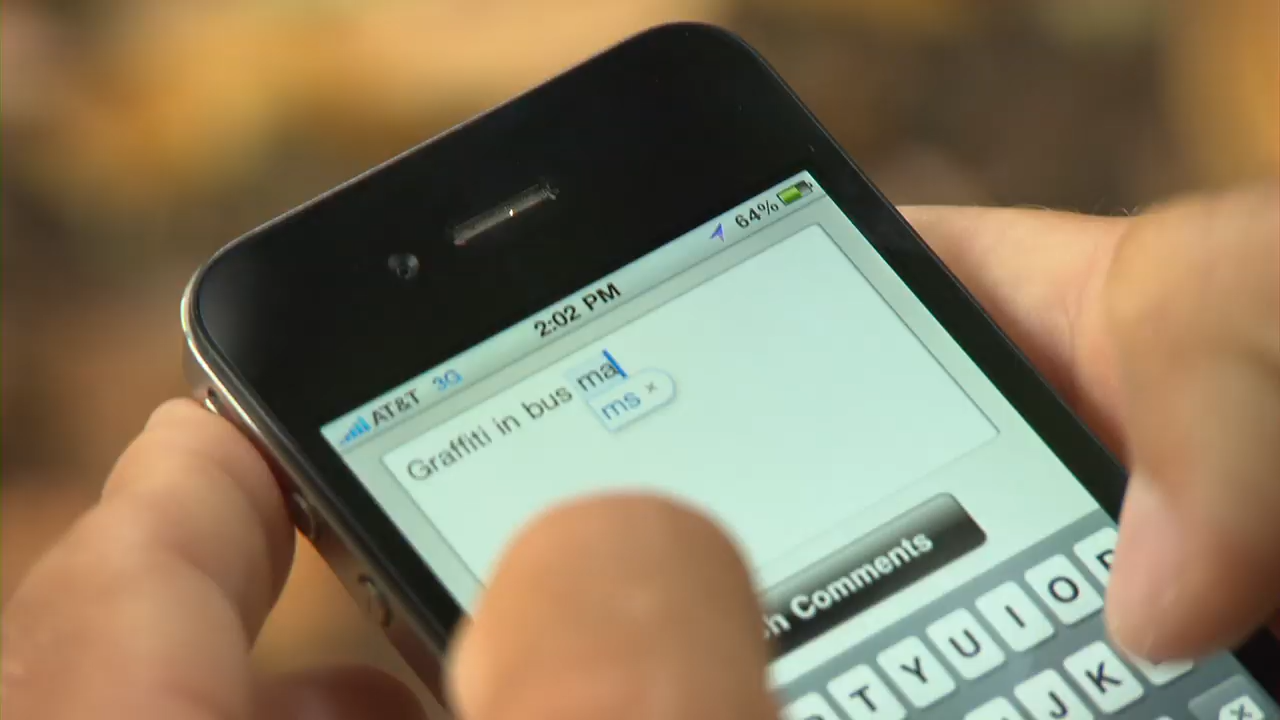 AT&T 3G 2:02 PM 64%
Graffiti in bus ma
ms ×
Comments
T Y U I O P
J K